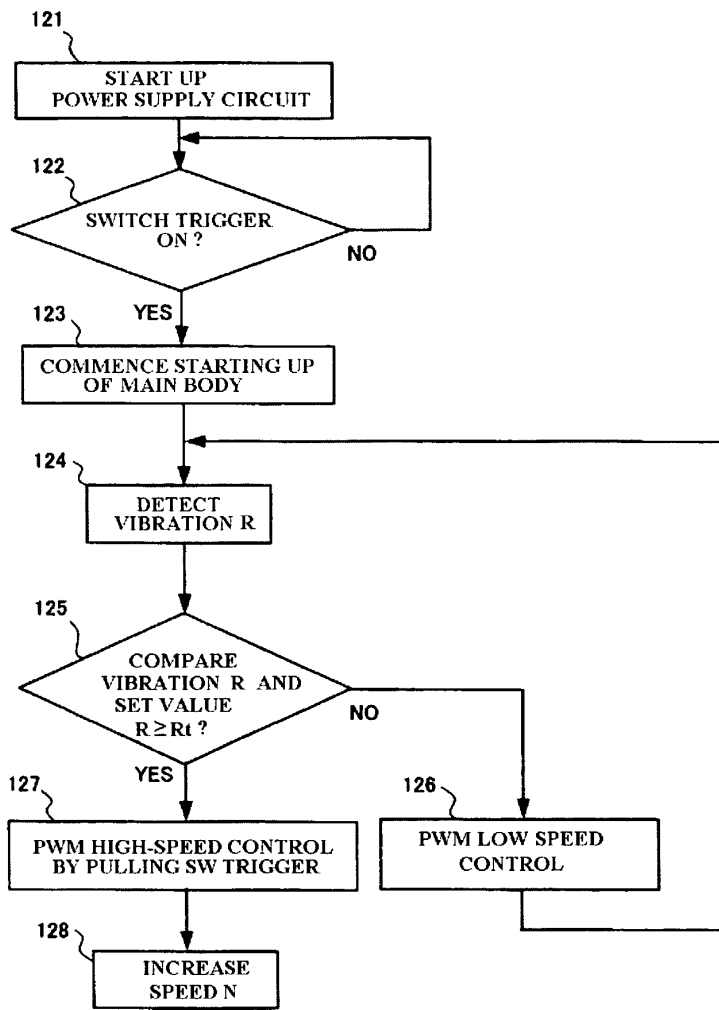 121
START UP
POWER SUPPLY CIRCUIT
122
SWITCH TRIGGER
ON ?
NO
YES
123
COMMENCE STARTING UP
OF MAIN BODY
124
DETECT
VIBRATION R
125
COMPARE
VIBRATION R AND
SET VALUE
R≥Rt ?
NO
YES
127
PWM HIGH-SPEED CONTROL
BY PULLING SW TRIGGER
126
PWM LOW SPEED
CONTROL
128
INCREASE
SPEED N